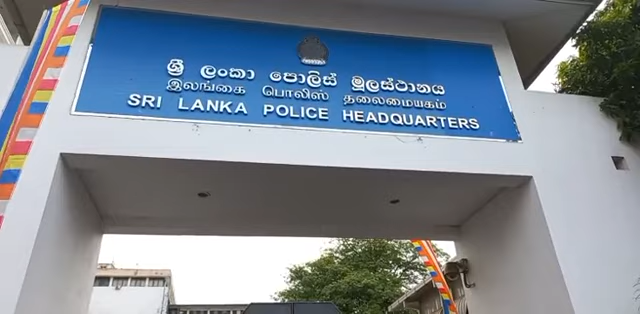 ශ්‍රී ලංකා පොලිස් මූලස්ථානය
இலங்கை பொலிஸ் தலைமையகம்
SRI LANKA POLICE HEADQUARTERS